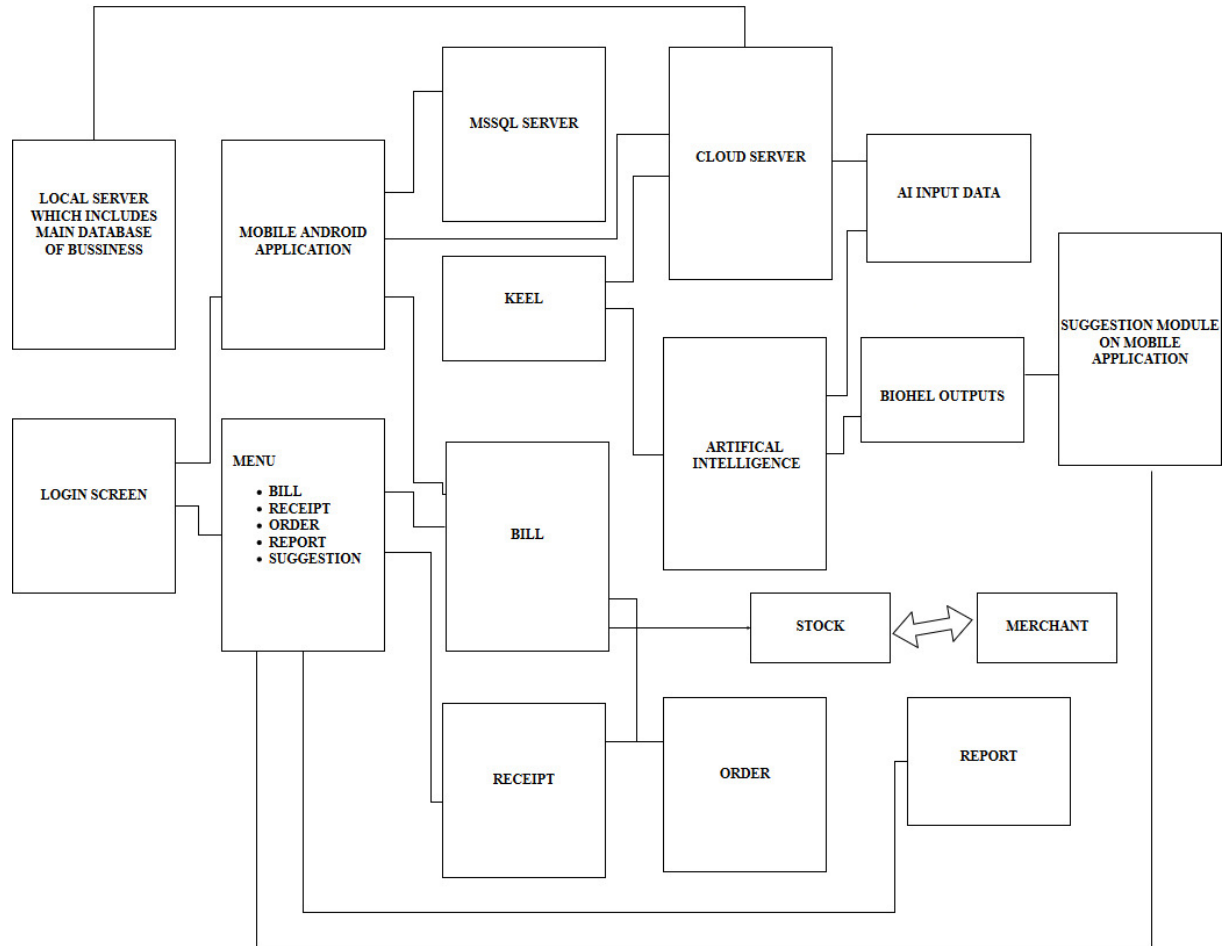 MSSQL SERVER
CLOUD SERVER
LOCAL SERVER
WHICH INCLUDES
MAIN DATABASE
OF BUSSINESS
MOBILE ANDROID
APPLICATION
AI INPUT DATA
KEEL
SUGGESTION MODULE
ON MOBILE
APPLICATION
BIOHEL OUTPUTS
ARTIFICAL
INTELLIGENCE
LOGIN SCREEN
MENU
• BILL
• RECEIPT
• ORDER
• REPORT
• SUGGESTION
BILL
STOCK
MERCHANT
RECEIPT
ORDER
REPORT